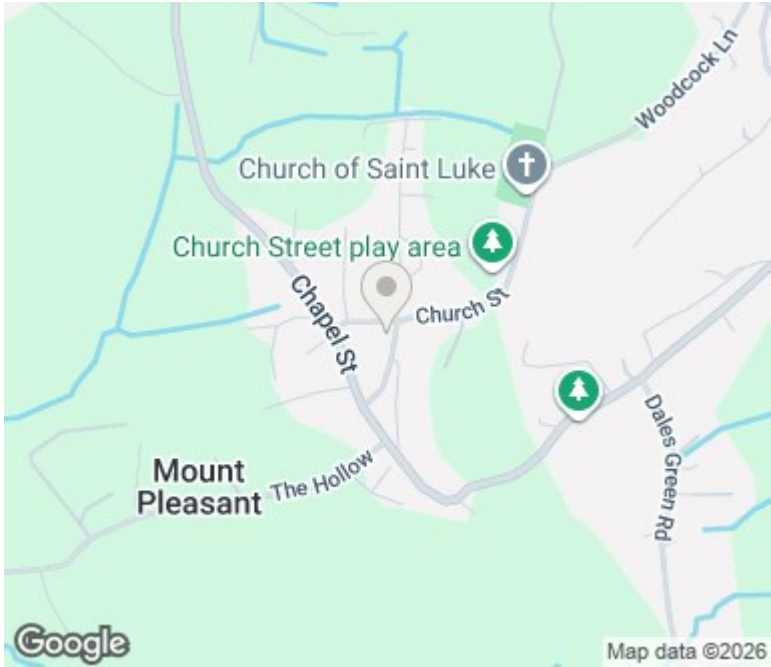 Woodcock Ln
Church of Saint Luke
Church Street play area
Church St
Chapel St
Dales Green Rd
Mount
Pleasant
The Hollow
Google
Map data ©2026